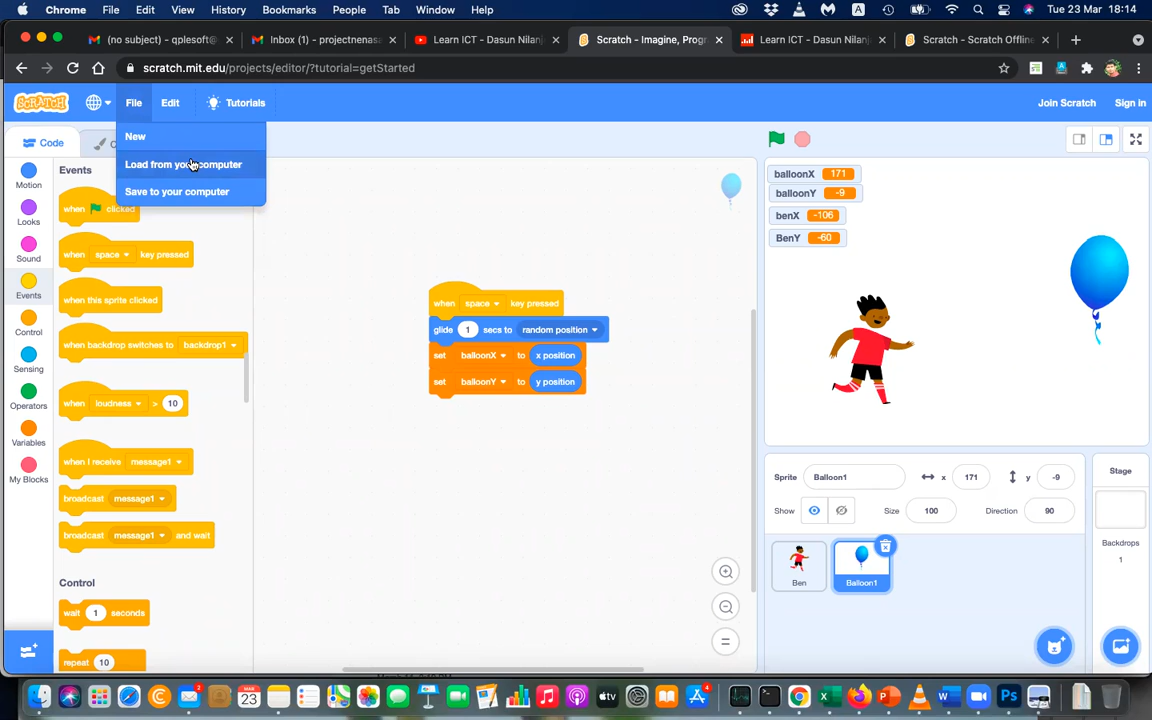 Chrome File Edit View History Bookmarks People Tab Window Help A Tue 23 Mar 18:14
(no subject) - qplesoft@ Inbox (1) - projectnenasa Learn ICT - Dasun Nilanj Scratch - Imagine, Prog Learn ICT - Dasun Nilanj Scratch - Scratch Offline
scratch.mit.edu/projects/editor/?tutorial=getStarted
SCRATCH File Edit Tutorials Join Scratch Sign in
New
Load from your computer
Save to your computer
Code
Motion
Looks
Sound
Events
Control
Sensing
Operators
Variables
My Blocks
Events
when clicked
when space key pressed
when this sprite clicked
when backdrop switches to backdrop1
when loudness > 10
when I receive message1
broadcast message1
broadcast message1 and wait
Control
wait 1 seconds
repeat 10
when space key pressed
glide 1 secs to random position
set balloonX to x position
set balloonY to y position
balloonX 171
balloonY -9
benX -106
BenY -60
Sprite Balloon1 x 171 y -9
Show Size 100 Direction 90
Ben
Balloon1
Stage
Backdrops
1